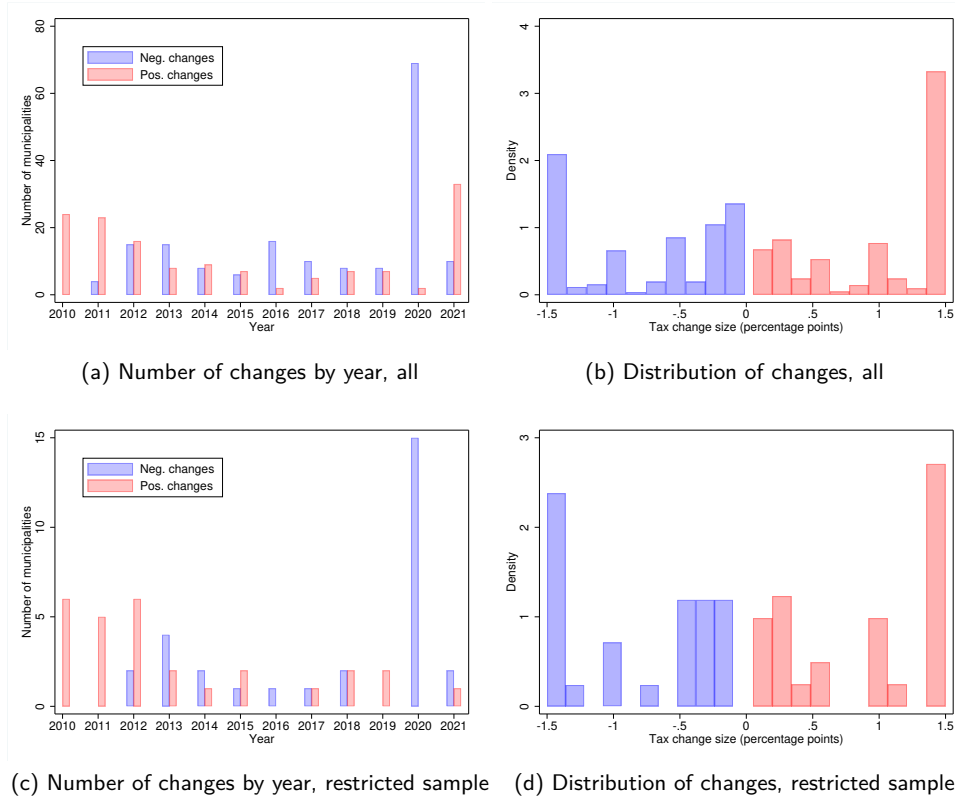 80
60
40
20
0
Number of municipalities
Neg. changes
Pos. changes
2010 2011 2012 2013 2014 2015 2016 2017 2018 2019 2020 2021
Year
(a) Number of changes by year, all
4
3
2
1
0
Density
-1.5 -1 -.5 0 .5 1 1.5
Tax change size (percentage points)
(b) Distribution of changes, all
15
10
5
0
Number of municipalities
Neg. changes
Pos. changes
2010 2011 2012 2013 2014 2015 2016 2017 2018 2019 2020 2021
Year
(c) Number of changes by year, restricted sample
3
2
1
0
Density
-1.5 -1 -.5 0 .5 1 1.5
Tax change size (percentage points)
(d) Distribution of changes, restricted sample